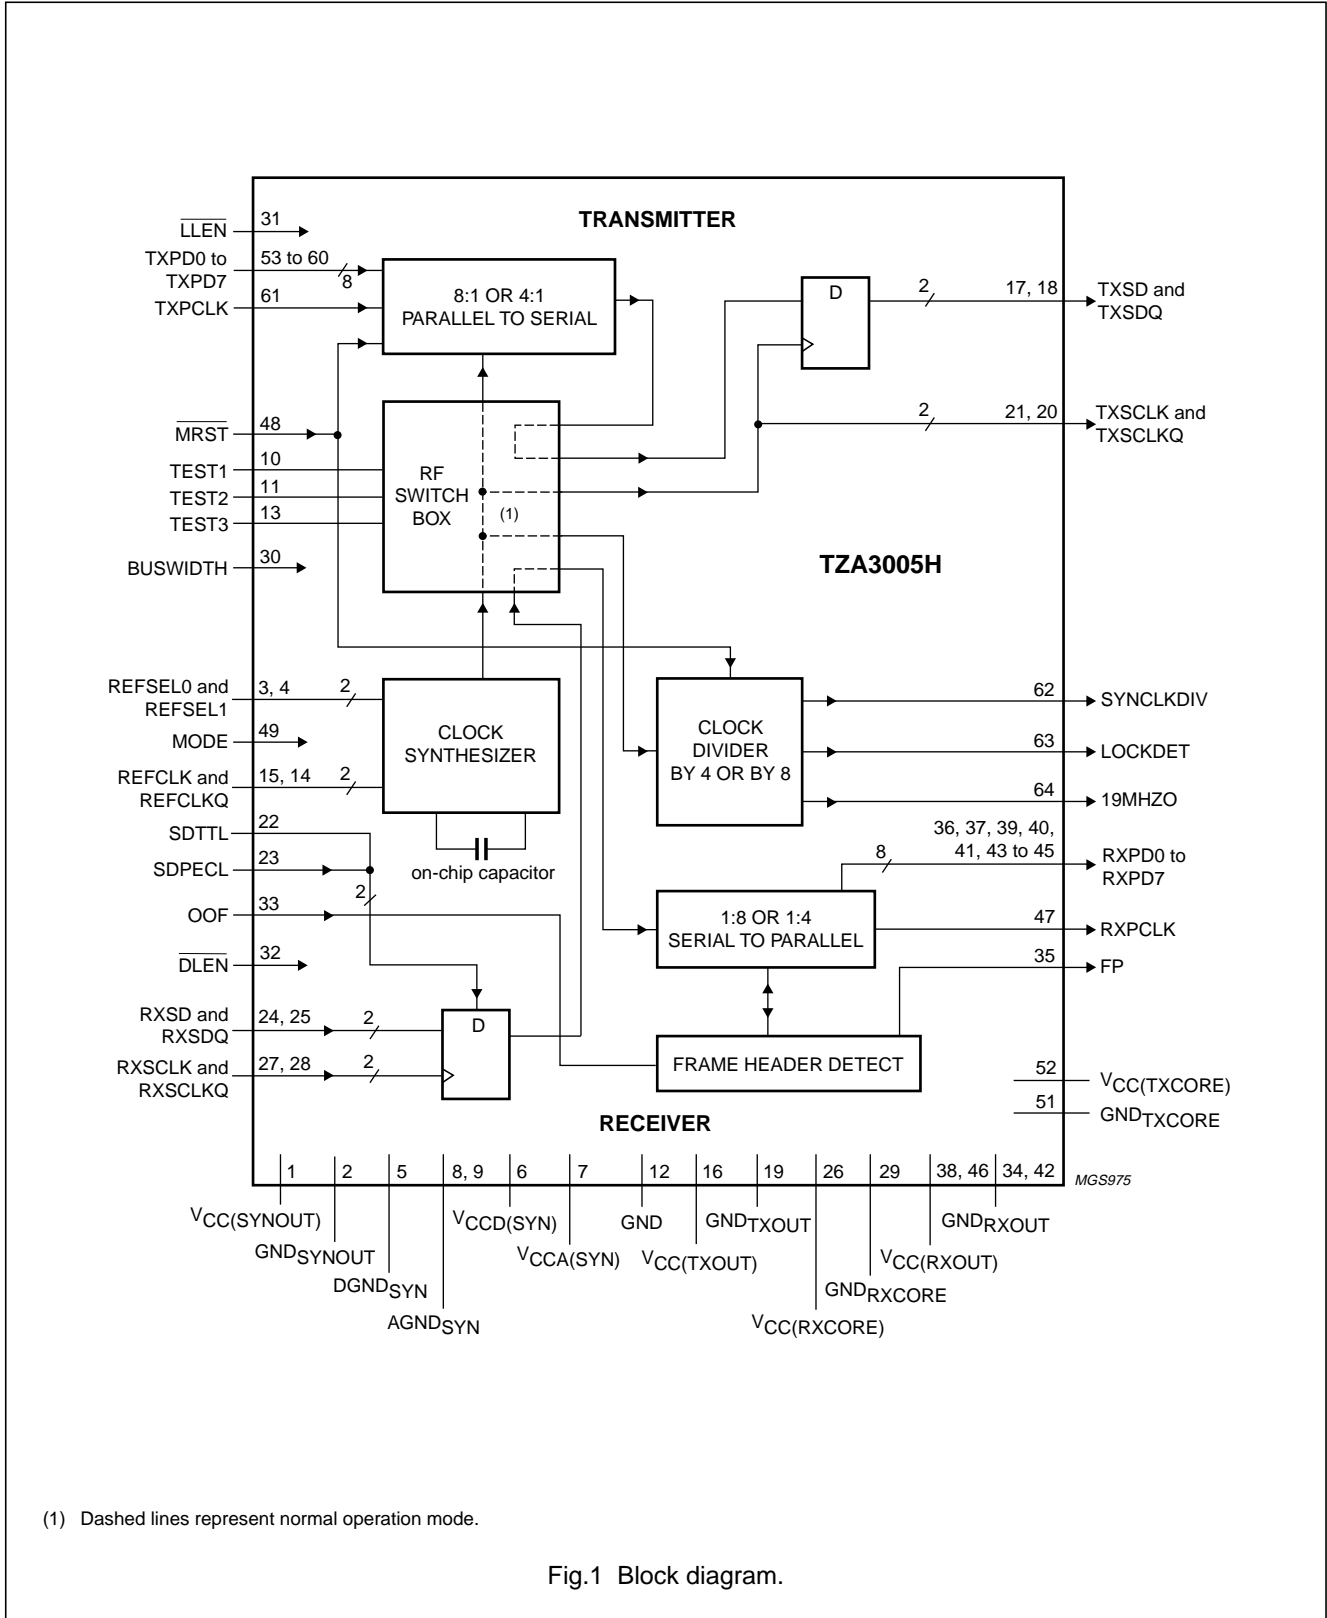 TRANSMITTER
LLEN
31
TXPD0 to
TXPD7
53 to 60
8
TXPCLK
61
8:1 OR 4:1
PARALLEL TO SERIAL
D
2
17, 18
TXSD and
TXSDQ
2
21, 20
TXSCLK and
TXSCLKQ
MRST
48
TEST1
10
TEST2
11
TEST3
13
RF
SWITCH
BOX
(1)
BUSWIDTH
30
TZA3005H
REFSEL0 and
REFSEL1
3, 4
2
MODE
49
REFCLK and
REFCLKQ
15, 14
2
CLOCK
SYNTHESIZER
on-chip capacitor
CLOCK
DIVIDER
BY 4 OR BY 8
62
SYNCLKDIV
63
LOCKDET
64
19MHZO
SDTTL
22
SDPECL
23
2
OOF
33
DLEN
32
36, 37, 39, 40,
41, 43 to 45
8
RXPD0 to
RXPD7
1:8 OR 1:4
SERIAL TO PARALLEL
47
RXPCLK
35
FP
RXSD and
RXSDQ
24, 25
2
RXSCLK and
RXSCLKQ
27, 28
2
D
FRAME HEADER DETECT
52
VCC(TXCORE)
51
GNDTXCORE
RECEIVER
1
2
5
8, 9
6
7
12
16
19
26
29
38, 46
34, 42
MGS975
VCC(SYNOUT)
GNDSYNOUT
DGNDSYN
AGNDSYN
VCCD(SYN)
VCCA(SYN)
GND
VCC(TXOUT)
GNDTXOUT
VCC(RXCORE)
GNDRXCORE
VCC(RXOUT)
GNDRXOUT
(1) Dashed lines represent normal operation mode.
Fig.1 Block diagram.